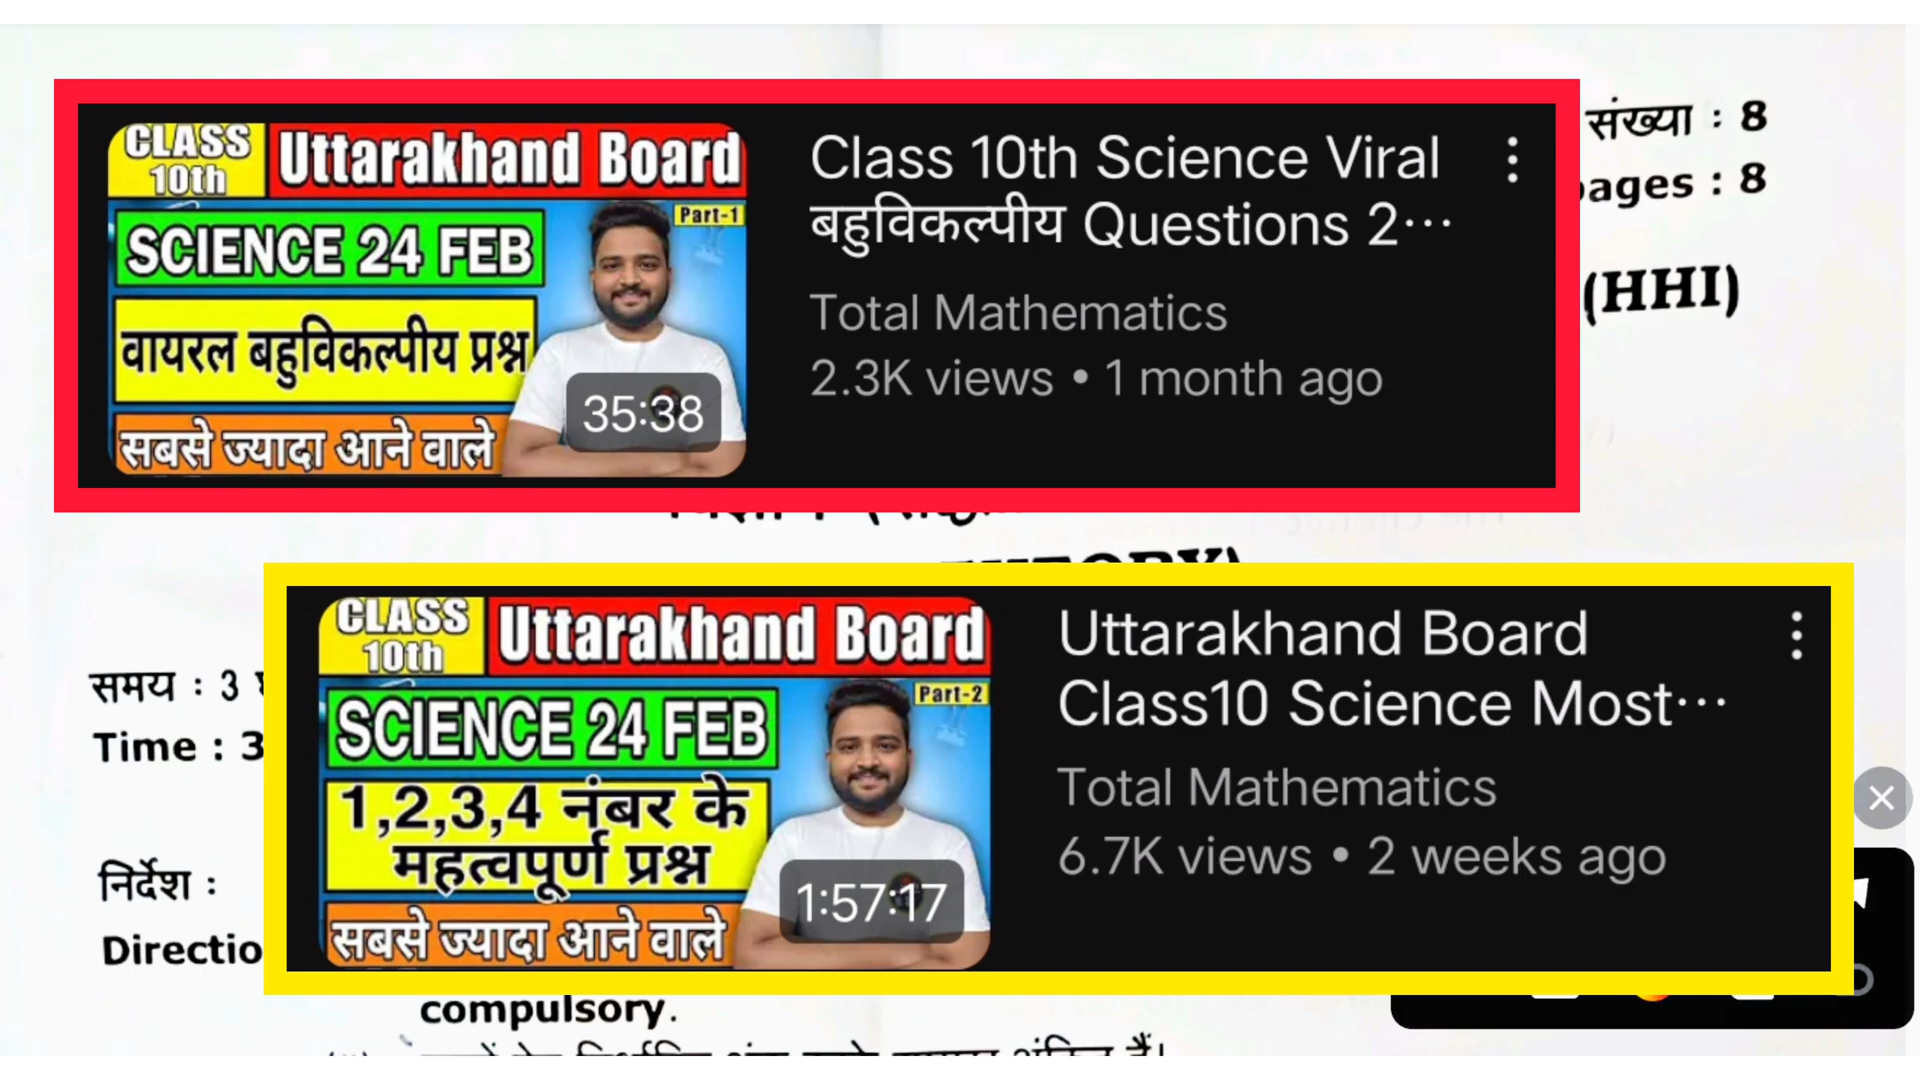 संख्या : 8
pages : 8
(HHI)
CLASS
10th
Uttarakhand Board
Part-1
SCIENCE 24 FEB
वायरल बहुविकल्पीय प्रश्न
सबसे ज्यादा आने वाले
35:38
Class 10th Science Viral
बहुविकल्पीय Questions 2...
Total Mathematics
2.3K views • 1 month ago
समय : 3
Time : 3
निर्देश :
Directio
CLASS
10th
Uttarakhand Board
Part-2
SCIENCE 24 FEB
1,2,3,4 नंबर के
महत्वपूर्ण प्रश्न
सबसे ज्यादा आने वाले
1:57:17
Uttarakhand Board
Class10 Science Most...
Total Mathematics
6.7K views • 2 weeks ago
compulsory.